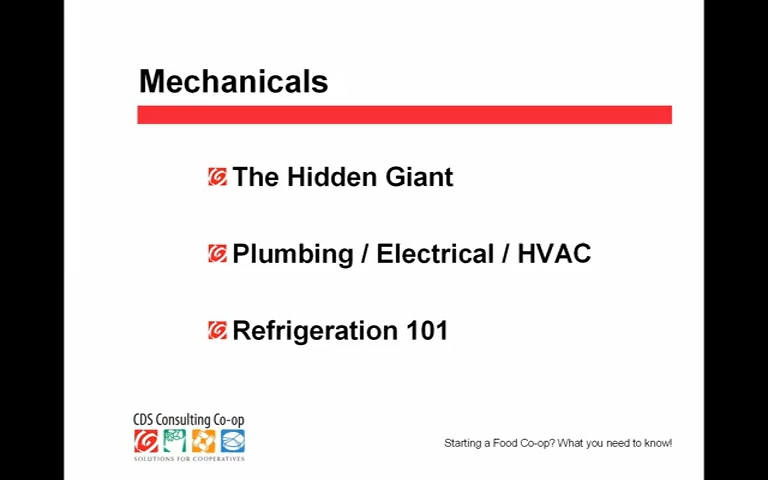 Mechanicals
The Hidden Giant
Plumbing / Electrical / HVAC
Refrigeration 101
CDS Consulting Co-op
SOLUTIONS FOR COOPERATIVES
Starting a Food Co-op? What you need to know!